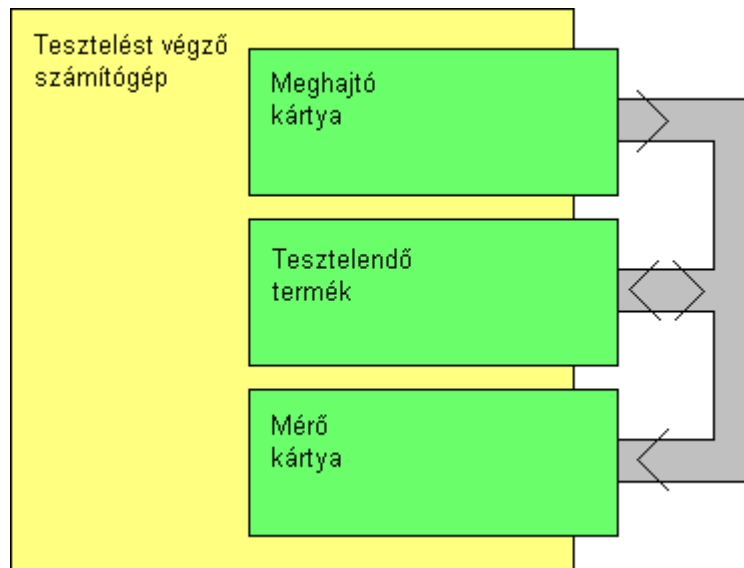 Tesztelést végző
számítógép
Meghajtó
kártya
Tesztelendő
termék
Mérő
kártya